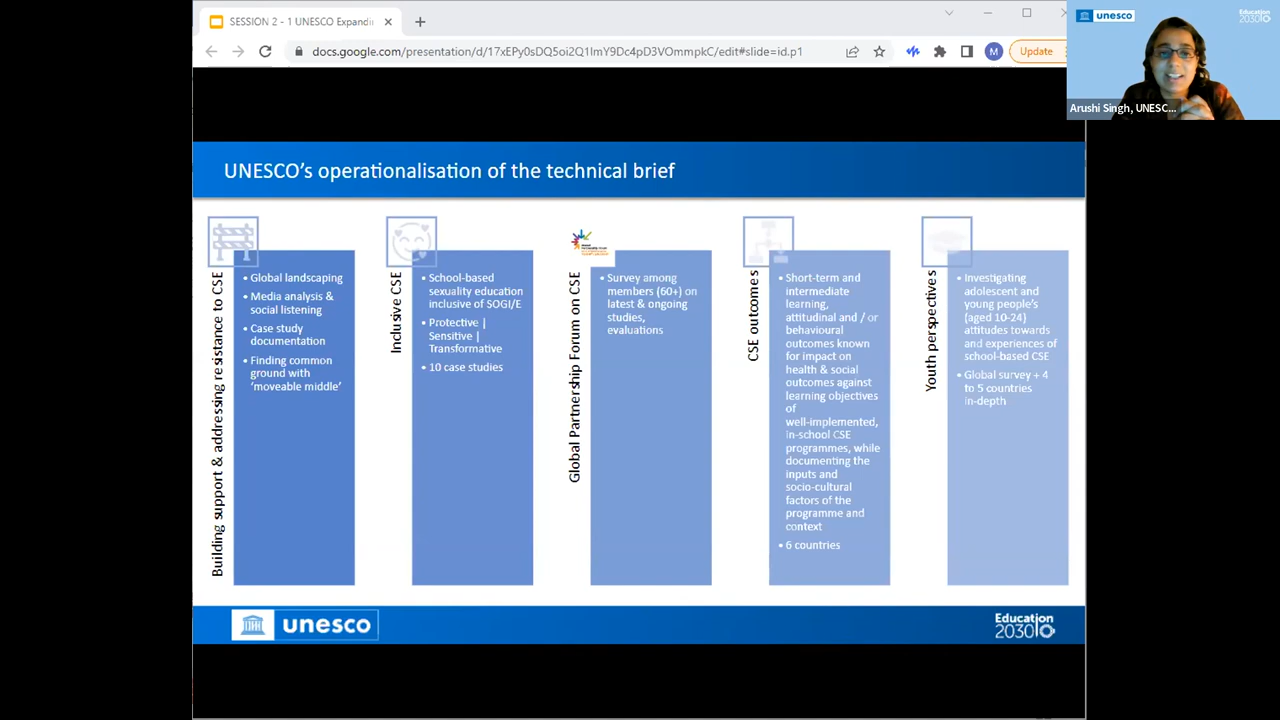 SESSION 2 - 1 UNESCO Expandi
docs.google.com/presentation/d/17xEPy0sDQ5oi2Q1ImY9Dc4pD3VOmmpkC/edit#slide=id.p1
M
Update
unesco
Education
2030
Arushi Singh, UNESC...
UNESCO's operationalisation of the technical brief
Building support & addressing resistance to CSE
• Global landscaping
• Media analysis &
social listening
• Case study
documentation
• Finding common
ground with
'moveable middle'
Inclusive CSE
• School-based
sexuality education
inclusive of SOGI/E
• Protective |
Sensitive |
Transformative
• 10 case studies
Global Partnership Forum on CSE
• Survey among
members (60+) on
latest & ongoing
studies,
evaluations
CSE outcomes
• Short-term and
intermediate
learning,
attitudinal and / or
behavioural
outcomes known
for impact on
health & social
outcomes against
learning objectives
of
well-implemented,
in-school CSE
programmes, while
documenting the
inputs and
socio-cultural
factors of the
programme and
context
• 6 countries
Youth perspectives
• Investigating
adolescent and
young people's
(aged 10-24)
attitudes towards
and experiences of
school-based CSE
• Global survey + 4
to 5 countries
in-depth
unesco
Education
2030